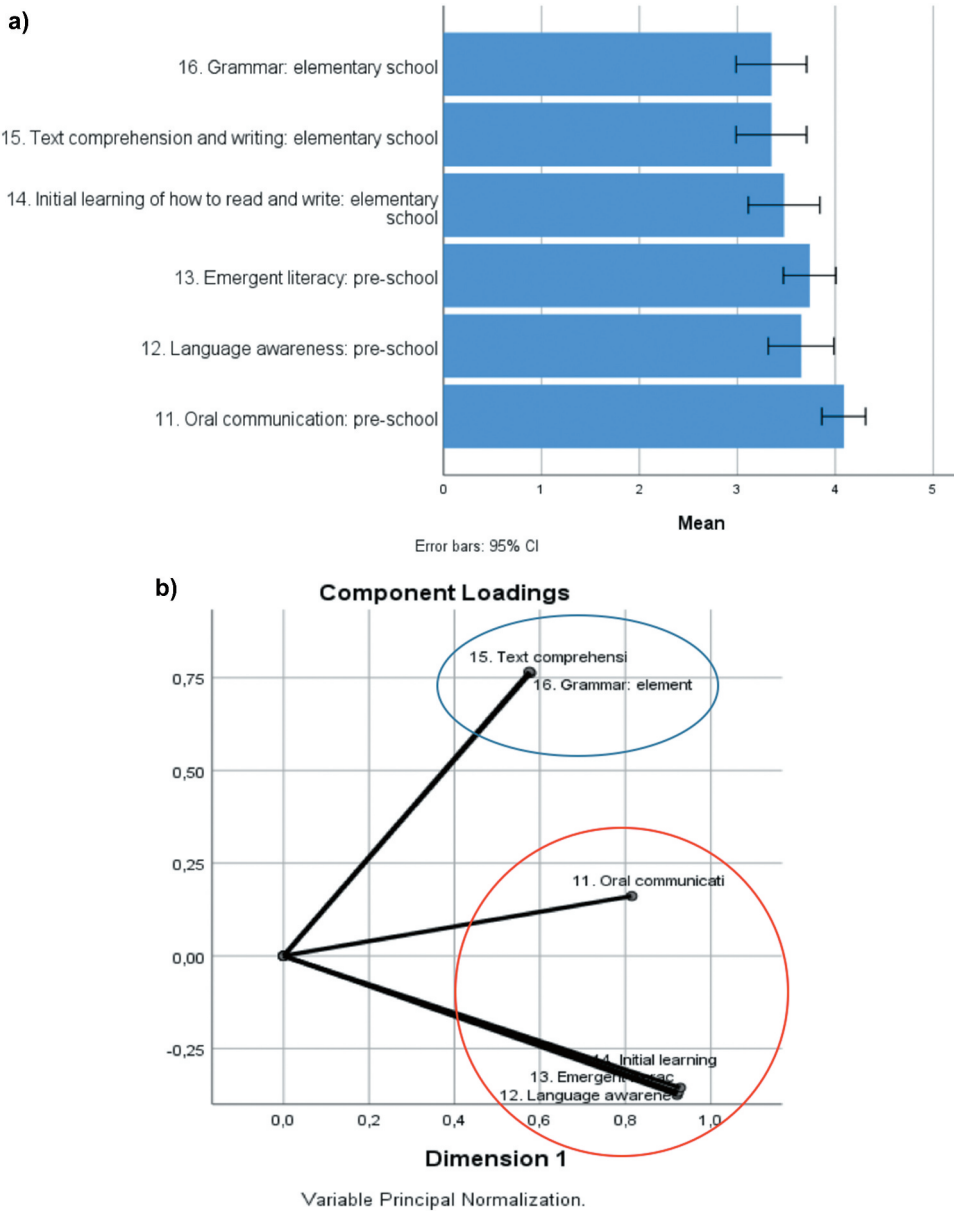 a)
16. Grammar: elementary school
15. Text comprehension and writing: elementary school
14. Initial learning of how to read and write: elementary
school
13. Emergent literacy: pre-school
12. Language awareness: pre-school
11. Oral communication: pre-school
0 1 2 3 4 5
Mean
Error bars: 95% CI
b)
Component Loadings
15. Text comprehensi
0,75
16. Grammar: element
0,50
0,25
11. Oral communicati
0,00
-0,25
14. Initial learning
13. Emergent
12. Language awarene
0,0 0,2 0,4 0,6 0,8 1,0
Dimension 1
Variable Principal Normalization.